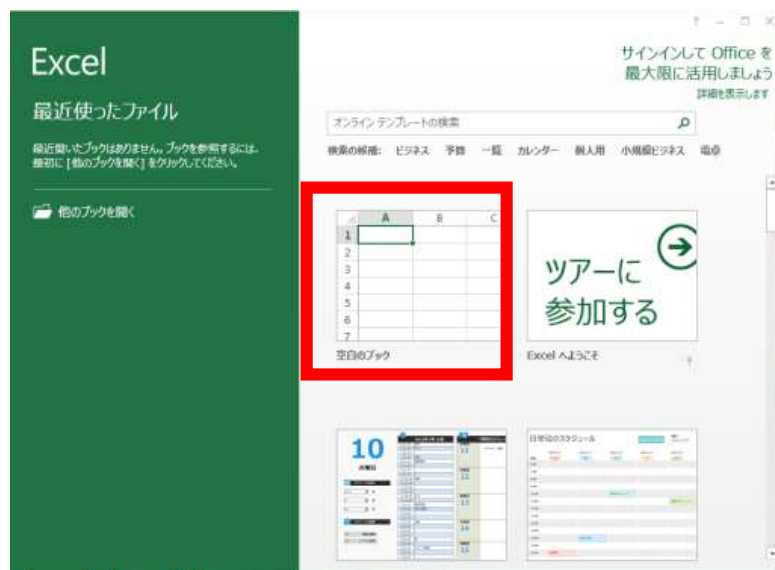 Excel
最近使ったファイル
最近開いたブックはありません。ブックを参照するには、
最初に [他のブックを開く] をクリックしてください。
他のブックを開く
サインインして Office を
最大限に活用しましょう
詳細を表示します
オンライン テンプレートの検索
検索の候補: ビジネス 予算 一覧 カレンダー 個人用 小規模ビジネス 電卓
A B C
1
2
3
4
5
6
7
空白のブック
ツアーに
参加する
Excel へようこそ
10
火曜日
11
12
13
14
15
日単位のスケジュール